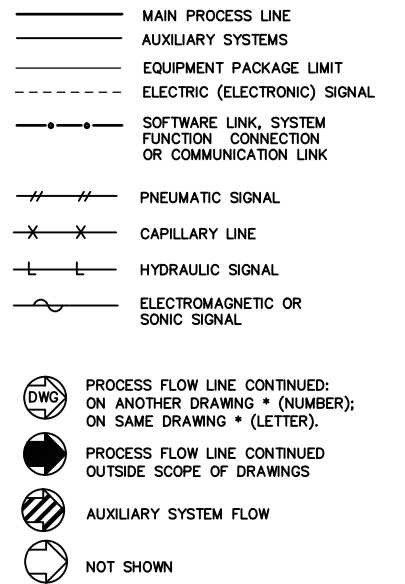 MAIN PROCESS LINE
AUXILIARY SYSTEMS
EQUIPMENT PACKAGE LIMIT
ELECTRIC (ELECTRONIC) SIGNAL
SOFTWARE LINK, SYSTEM
FUNCTION CONNECTION
OR COMMUNICATION LINK
PNEUMATIC SIGNAL
CAPILLARY LINE
HYDRAULIC SIGNAL
ELECTROMAGNETIC OR
SONIC SIGNAL
DWG
PROCESS FLOW LINE CONTINUED:
ON ANOTHER DRAWING * (NUMBER);
ON SAME DRAWING * (LETTER).
PROCESS FLOW LINE CONTINUED
OUTSIDE SCOPE OF DRAWINGS
AUXILIARY SYSTEM FLOW
NOT SHOWN